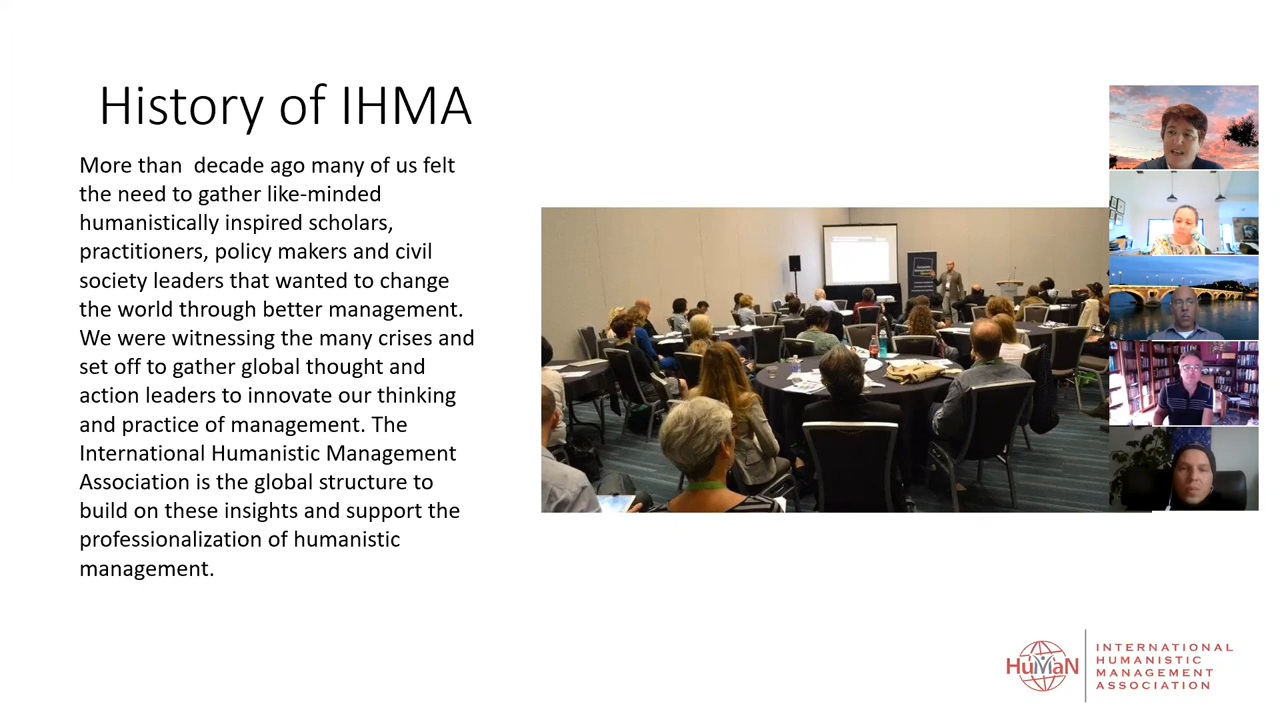 History of IHMA
More than  decade ago many of us felt
the need to gather like-minded
humanistically inspired scholars,
practitioners, policy makers and civil
society leaders that wanted to change
the world through better management.
We were witnessing the many crises and
set off to gather global thought and
action leaders to innovate our thinking
and practice of management. The
International Humanistic Management
Association is the global structure to
build on these insights and support the
professionalization of humanistic
management.
HuMaN
INTERNATIONAL
HUMANISTIC
MANAGEMENT
ASSOCIATION